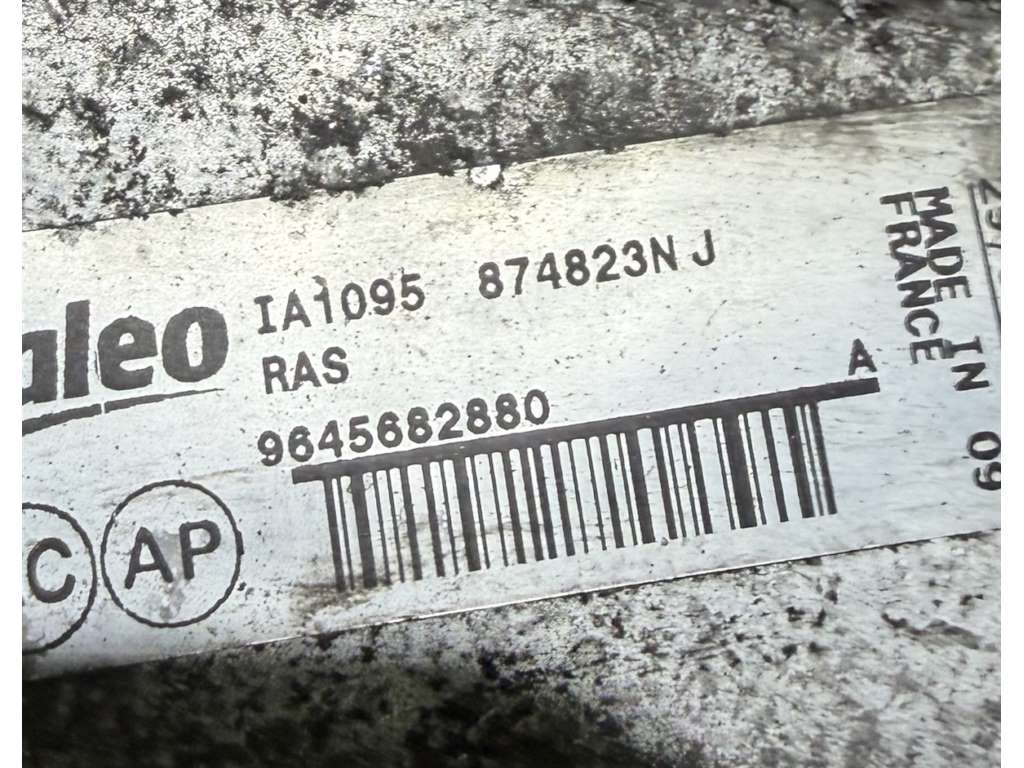 aleo
IA1095 874823N J
RAS
9645682880 A
C AP
MADE IN 09
FRANCE